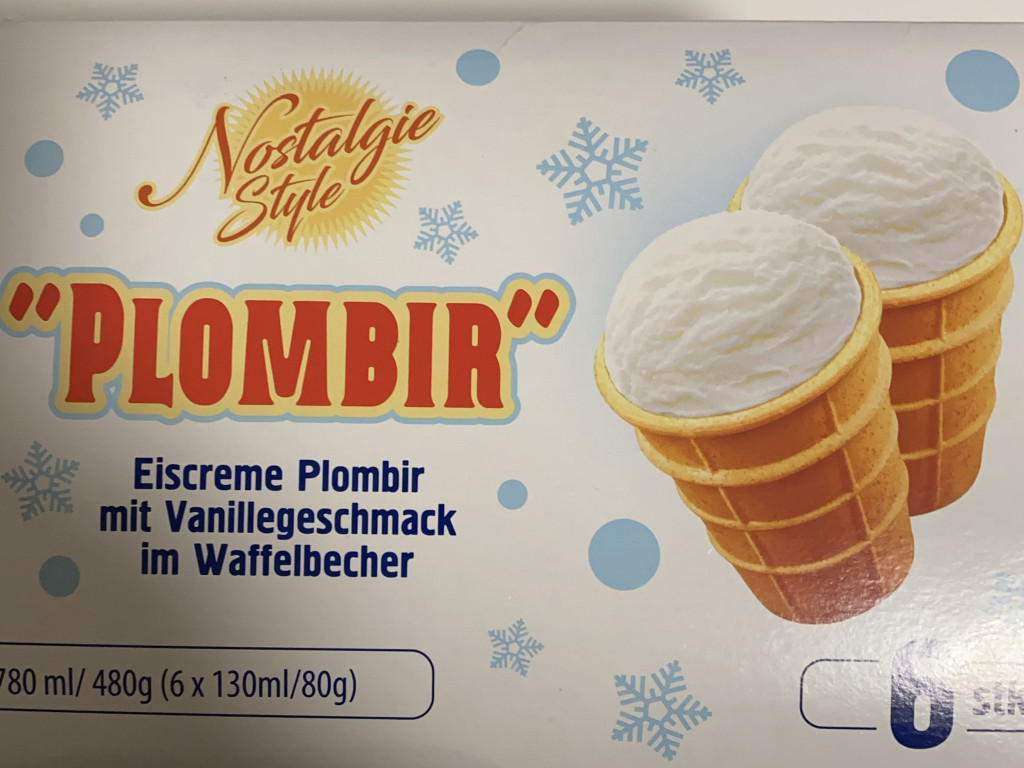 Nostalgie
Style
"PLOMBIR"
Eiscreme Plombir
mit Vanillegeschmack
im Waffelbecher
780 ml/ 480g (6 x 130ml/80g)
6